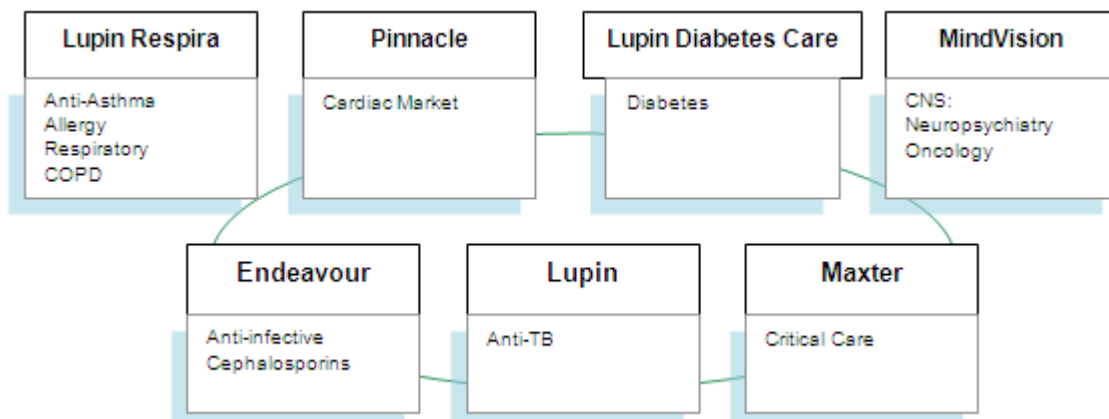 Lupin Respira
Anti-Asthma
Allergy
Respiratory
COPD
Pinnacle
Cardiac Market
Lupin Diabetes Care
Diabetes
MindVision
CNS:
Neuropsychiatry
Oncology
Endeavour
Anti-infective
Cephalosporins
Lupin
Anti-TB
Maxter
Critical Care